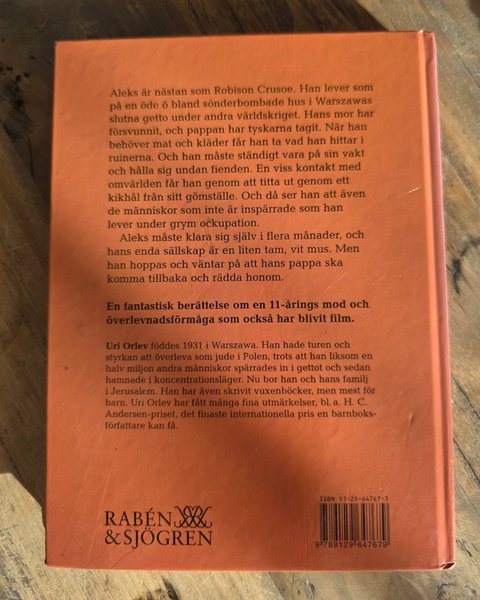 Aleks är nästan som Robison Crusoe. Han lever som
på en öde ö bland sönderbombade hus i Warszawas
slutna getto under andra världskriget. Hans mor har
försvunnit, och pappan har tyskarna tagit. När han
behöver mat och kläder får han ta vad han hittar i
ruinerna. Och han måste ständigt vara på sin vakt
och hålla sig undan fienden. En viss kontakt med
omvärlden får han genom att titta ut genom ett
kikhål från sitt gömställe. Och då ser han att även
de människor som inte är inspärrade som han
lever under grym ockupation.
Aleks måste klara sig själv i flera månader, och
hans enda sällskap är en liten tam, vit mus. Men
han hoppas och väntar på att hans pappa ska
komma tillbaka och rädda honom.
En fantastisk berättelse om en 11-årings mod och
överlevnadsförmåga som också har blivit film.
Uri Orlev föddes 1931 i Warszawa. Han hade turen och
styrkan att överleva som jude i Polen, trots att han liksom en
halv miljon andra människor spärrades in i gettot och sedan
hamnade i koncentrationsläger. Nu bor han och hans familj
i Jerusalem. Han har även skrivit vuxenböcker, men mest för
barn. Uri Orlev har fått många fina utmärkelser, bl.a. H. C.
Andersen-priset, det finaste internationella pris en barnboks-
författare kan få.
RABÉN
&SJÖGREN
ISBN 91-29-64767-3
9 789129 647679